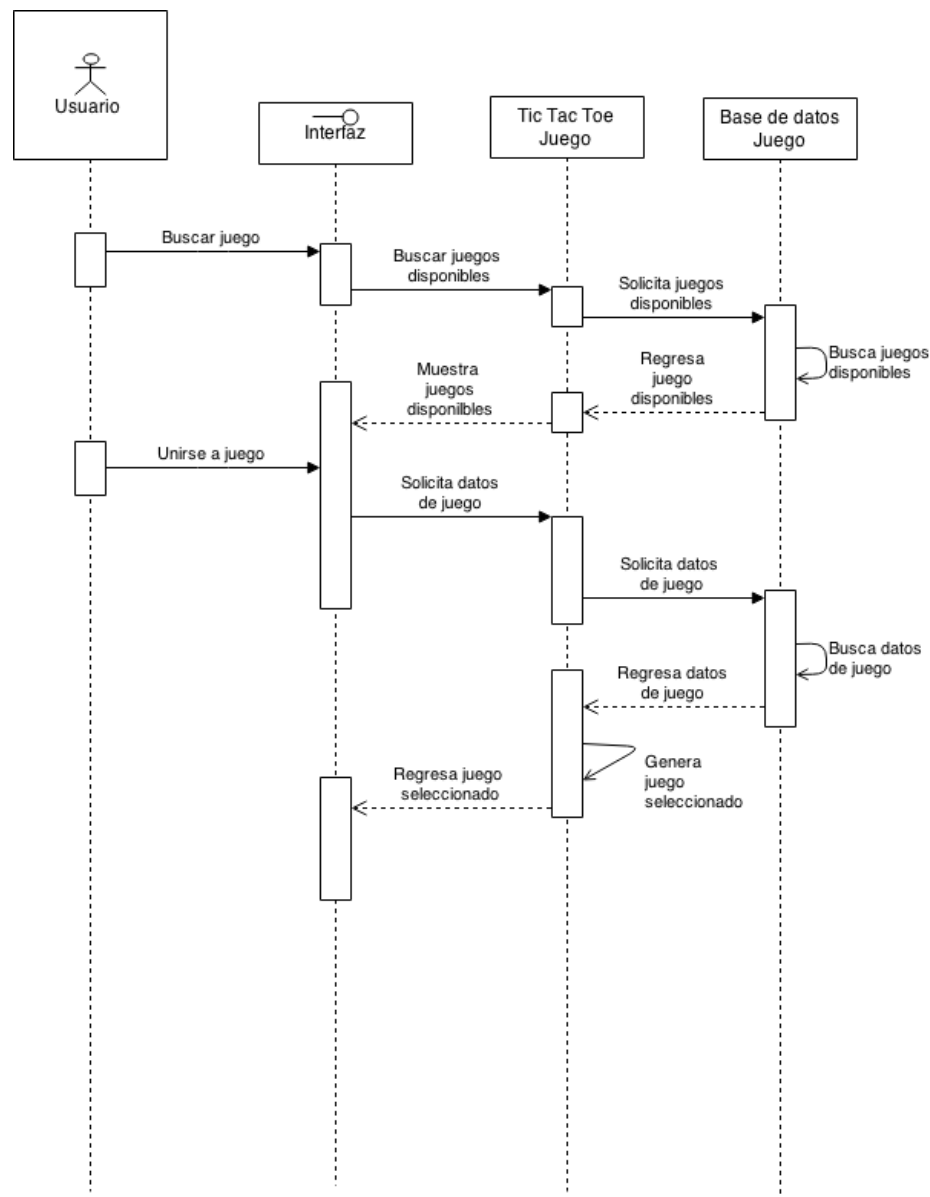 Usuario
Interfaz
Tic Tac Toe
Juego
Base de datos
Juego
Buscar juego
Buscar juegos
disponibles
Solicita juegos
disponibles
Busca juegos
disponibles
Regresa
juego
disponibles
Muestra
juegos
disponilbles
Unirse a juego
Solicita datos
de juego
Solicita datos
de juego
Busca datos
de juego
Regresa datos
de juego
Genera
juego
seleccionado
Regresa juego
seleccionado